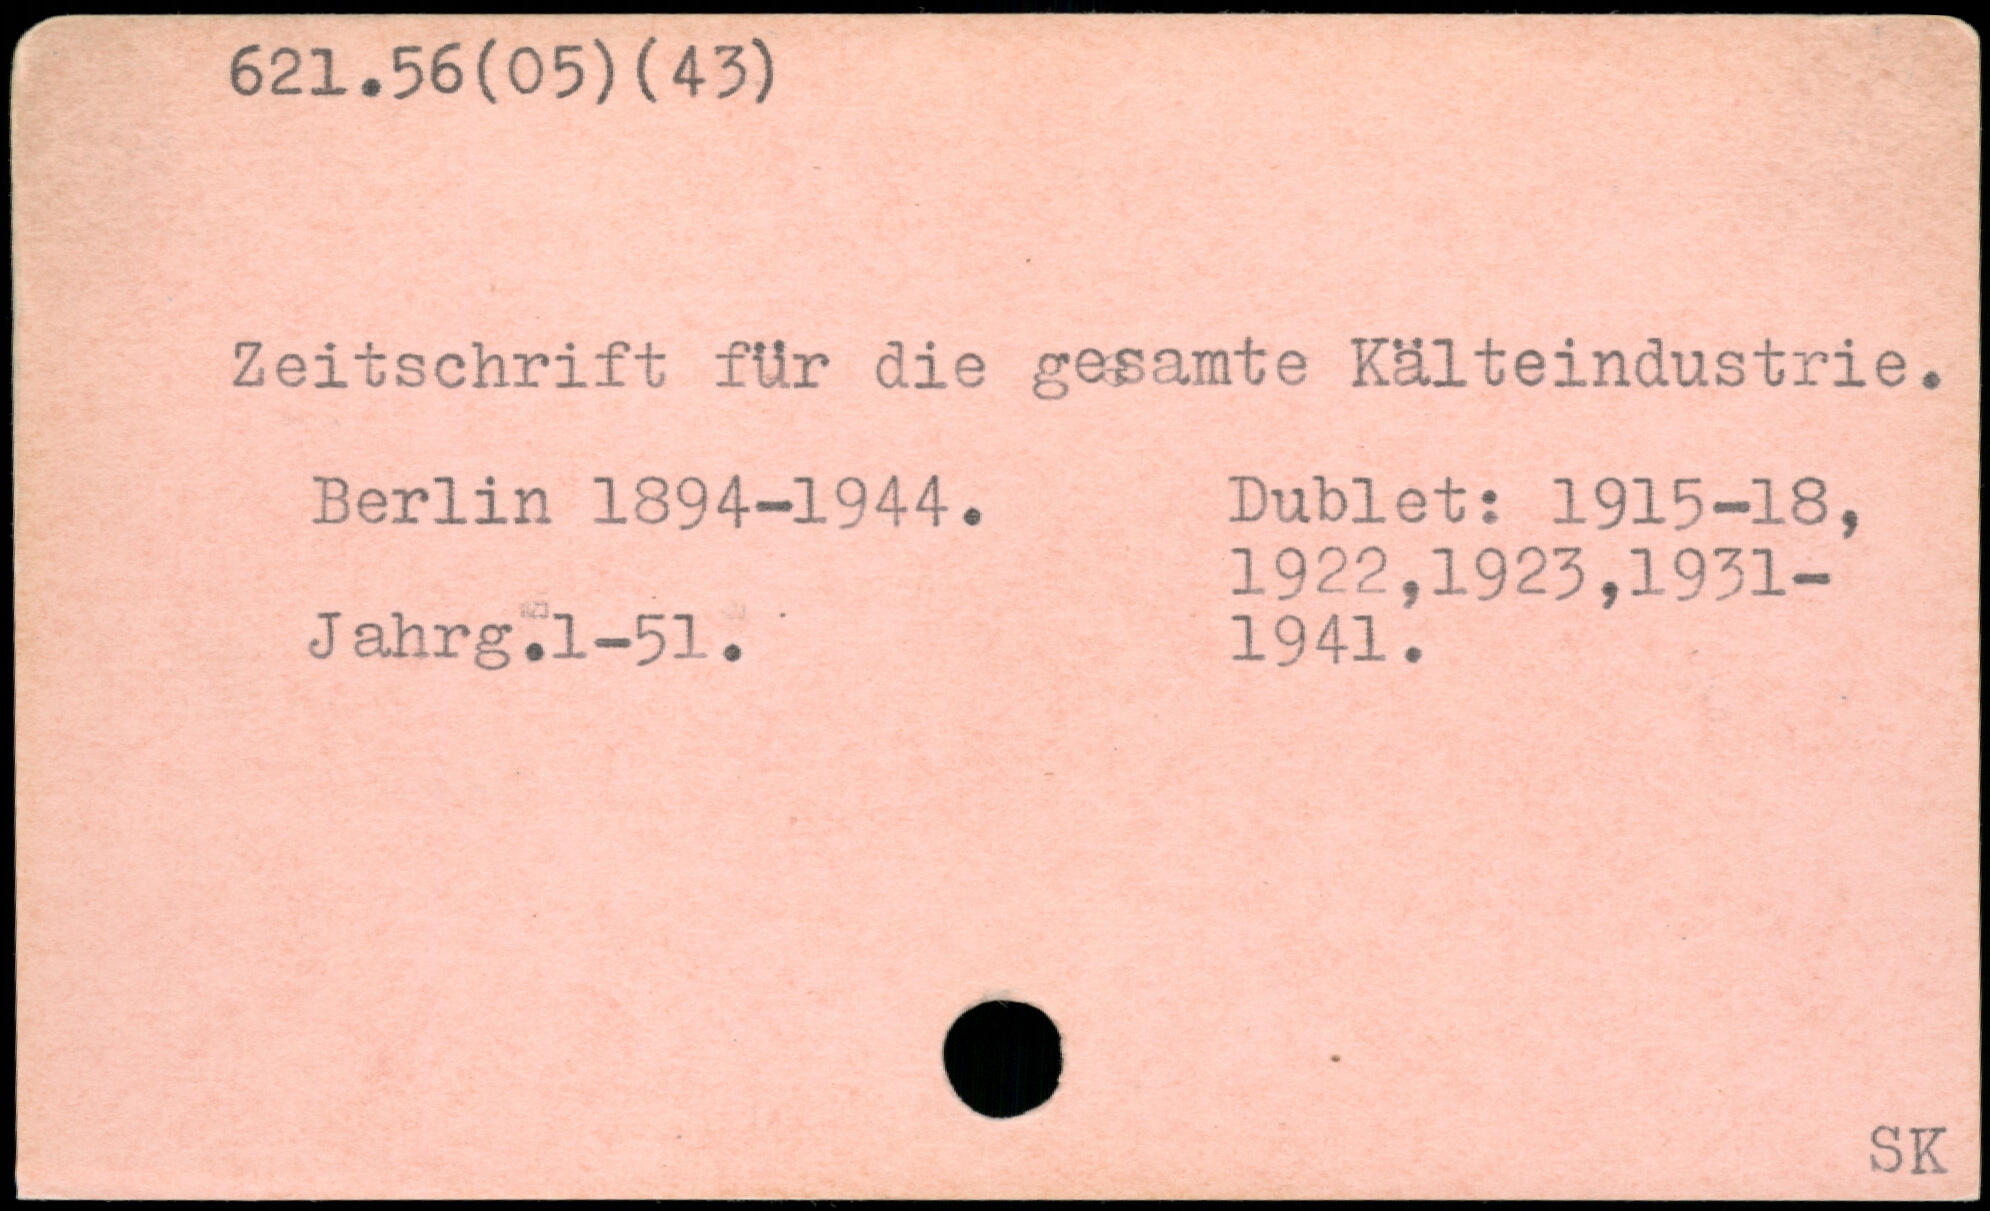 621.56(05)(43)
Zeitschrift für die gesamte Kälteindustrie.
Berlin 1894-1944.
Jahrg.1-51.
Dublet: 1915-18,
1922,1923,1931-
1941.
SK